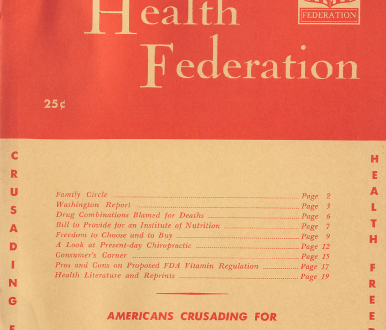 Health
FEDERATION
Federation
25¢
CRUSADING F
HEALTH FREE
Family Circle Page 2
Washington Report Page 3
Drug Combinations Blamed for Deaths Page 6
Bill to Provide for an Institute of Nutrition Page 7
Freedom to Choose and to Buy Page 9
A Look at Present-day Chiropractic Page 12
Consumer's Corner Page 15
Pros and Cons on Proposed FDA Vitamin Regulation Page 17
Health Literature and Reprints Page 19
AMERICANS CRUSADING FOR